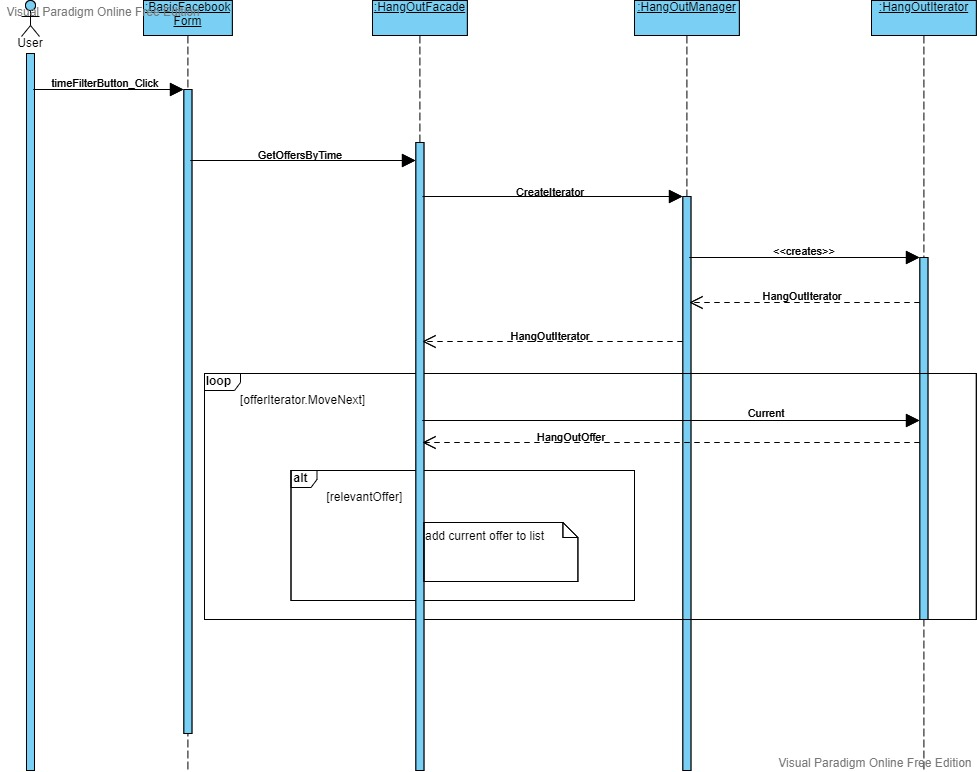 Visual Paradigm Online Free Edition
:BasicFacebook
Form
:HangOutFacade
:HangOutManager
:HangOutIterator
User
timeFilterButton_Click
GetOffersByTime
CreateIterator
<<creates>>
HangOutIterator
HangOutIterator
loop
[offerIterator.MoveNext]
Current
HangOutOffer
alt
[relevantOffer]
add current offer to list
Visual Paradigm Online Free Edition